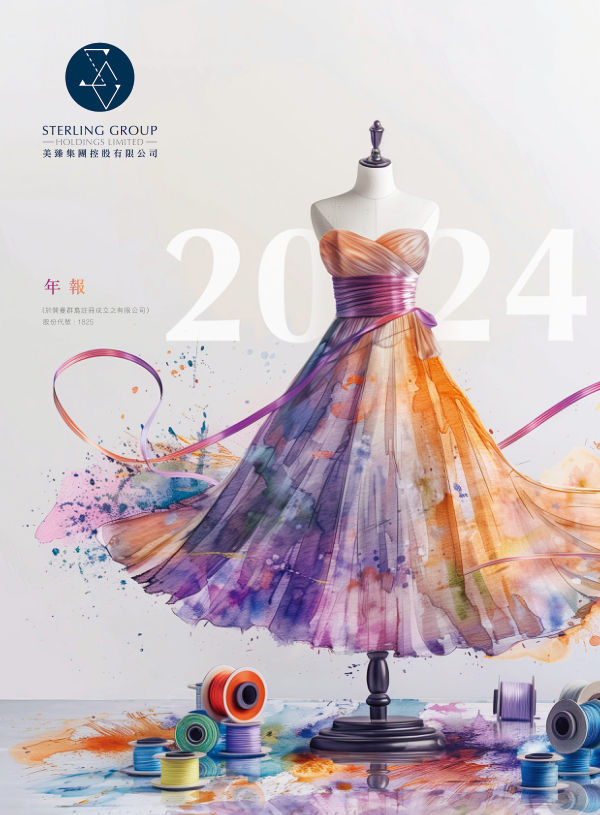 STERLING GROUP
HOLDINGS LIMITED
美臻集團控股有限公司
2024
年報
(於開曼群島註冊成立之有限公司)
股份代號 : 1825